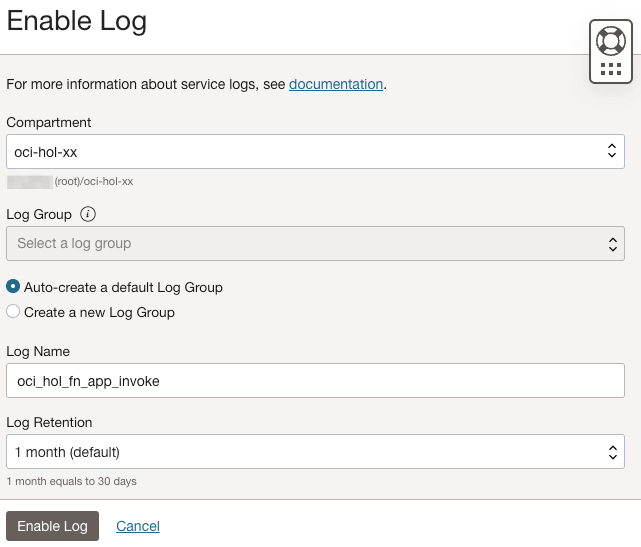 Enable Log
For more information about service logs, see documentation.
Compartment
oci-hol-xx
(root)/oci-hol-xx
Log Group
Select a log group
Auto-create a default Log Group
Create a new Log Group
Log Name
oci_hol_fn_app_invoke
Log Retention
1 month (default)
1 month equals to 30 days
Enable Log Cancel